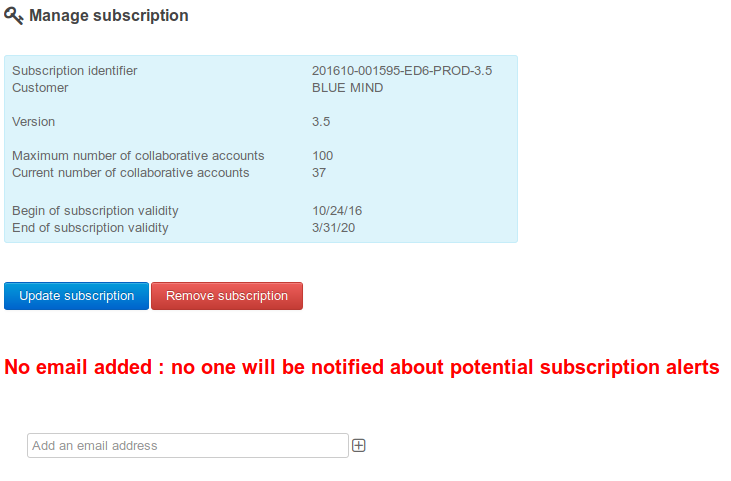 Manage subscription
Subscription identifier 201610-001595-ED6-PROD-3.5
Customer BLUE MIND
Version 3.5
Maximum number of collaborative accounts 100
Current number of collaborative accounts 37
Begin of subscription validity 10/24/16
End of subscription validity 3/31/20
Update subscription Remove subscription
No email added : no one will be notified about potential subscription alerts
Add an email address